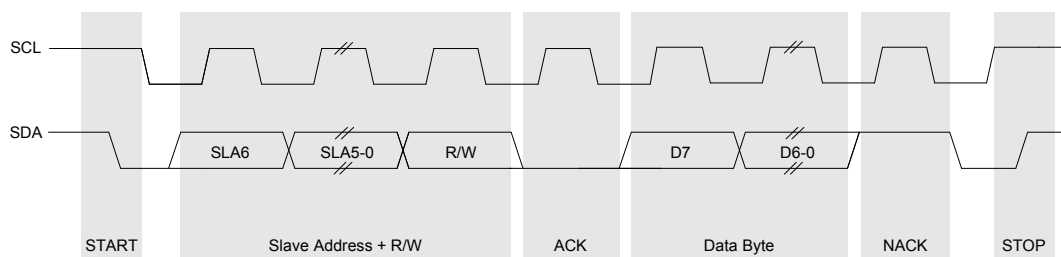 SCL
SDA
SLA6 SLA5-0 R/W D7 D6-0
START Slave Address + R/W ACK Data Byte NACK STOP